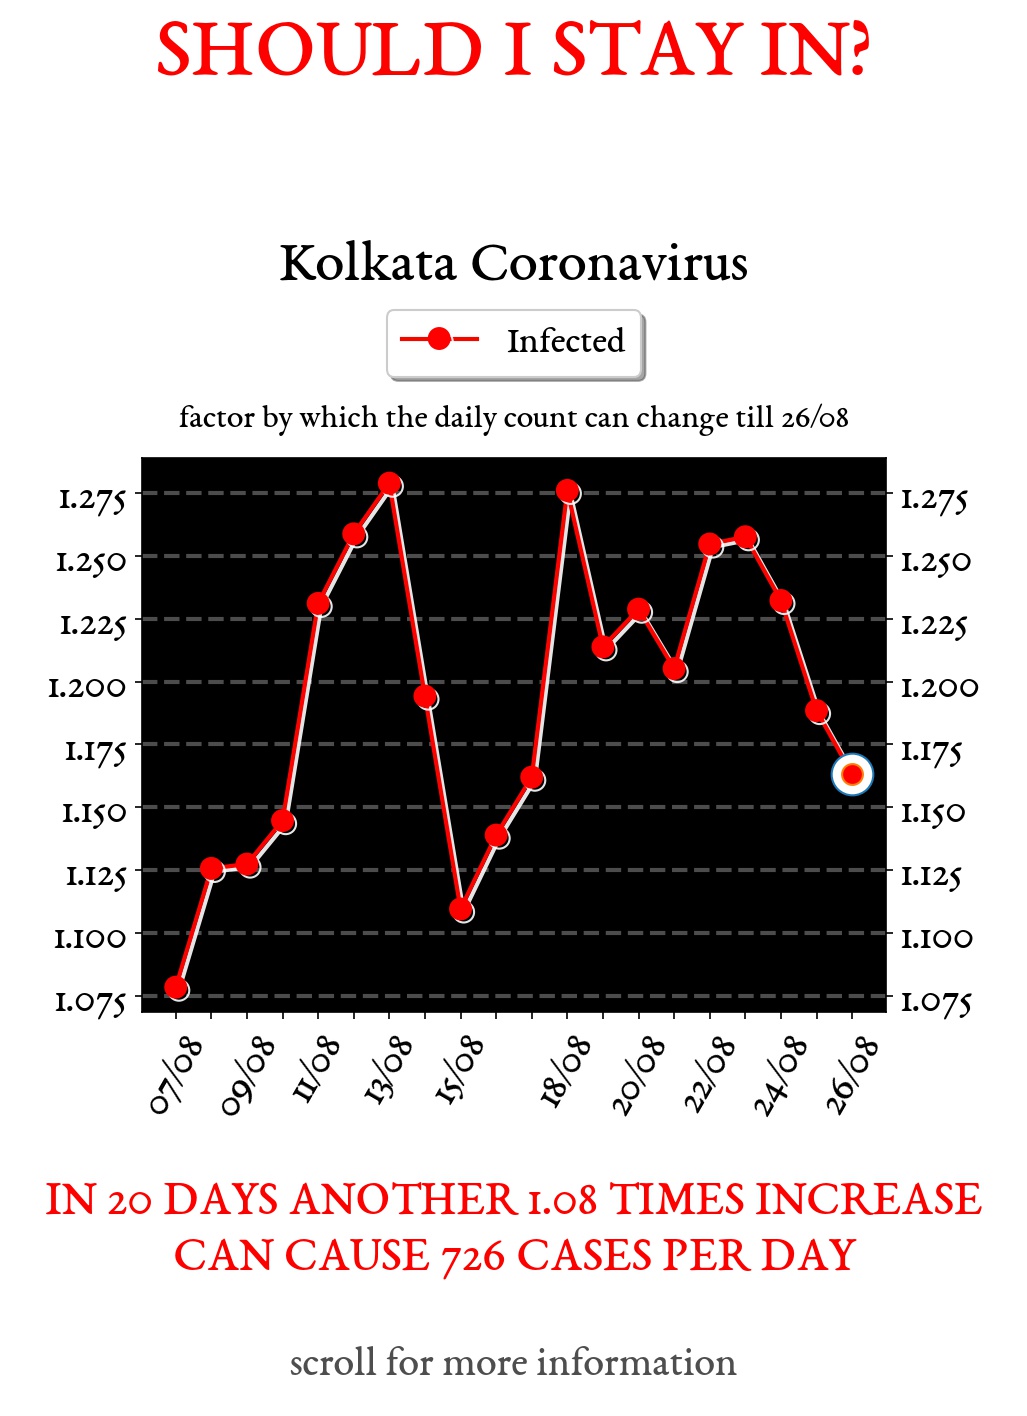 SHOULD I STAY IN?
Kolkata Coronavirus
Infected
factor by which the daily count can change till 26/08
1.275 1.275
1.250 1.250
1.225 1.225
1.200 1.200
1.175 1.175
1.150 1.150
1.125 1.125
1.100 1.100
1.075 1.075
07/08 09/08 11/08 13/08 15/08 18/08 20/08 22/08 24/08 26/08
IN 20 DAYS ANOTHER 1.08 TIMES INCREASE
CAN CAUSE 726 CASES PER DAY
scroll for more information